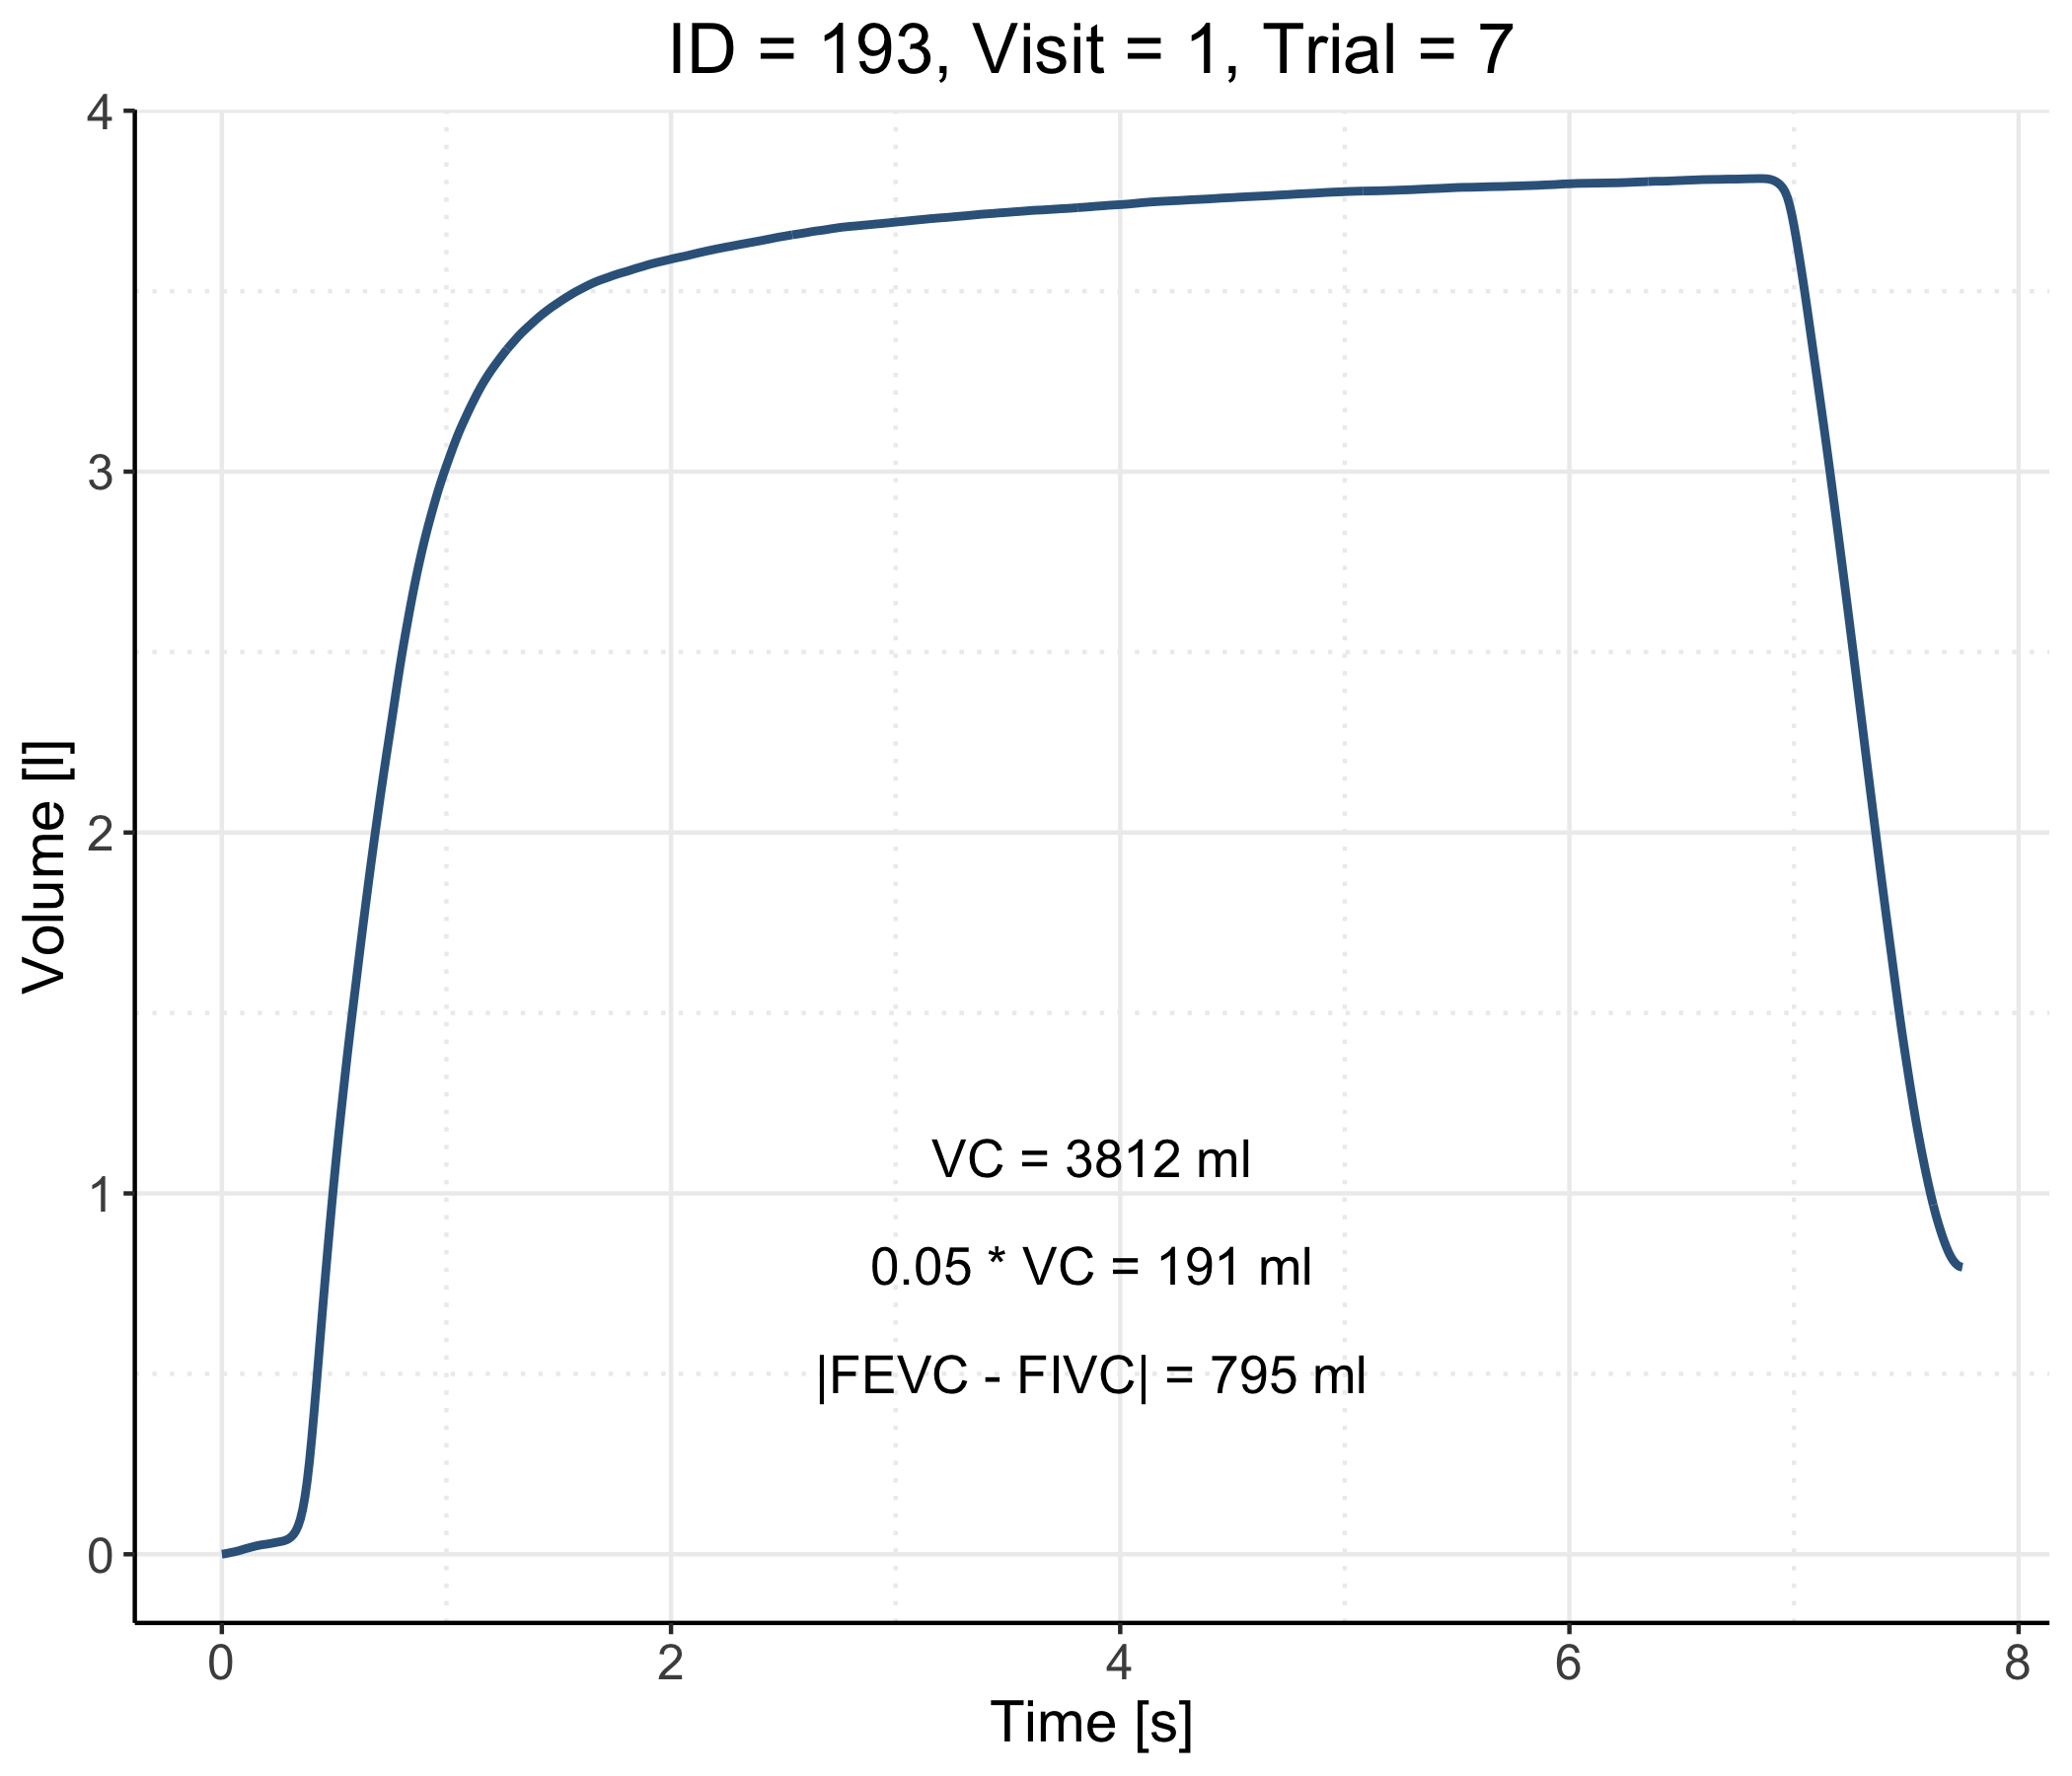 ID = 193, Visit = 1, Trial = 7
4
3
2
1
0
Volume [l]
VC = 3812 ml
0.05 * VC = 191 ml
|FEVC - FIVC| = 795 ml
0 2 4 6 8
Time [s]